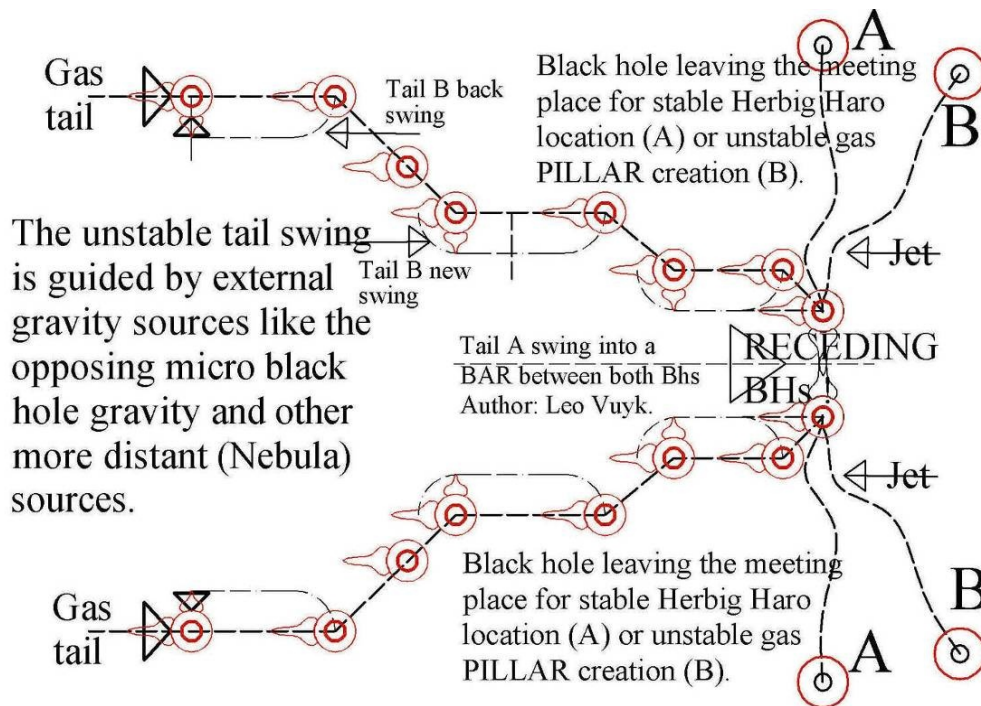 A
Gas
tail
Tail B back
swing
Black hole leaving the meeting
place for stable Herbig Haro
location (A) or unstable gas
PILLAR creation (B).
B
The unstable tail swing
is guided by external
gravity sources like the
opposing micro black
hole gravity and other
more distant (Nebula)
sources.
Tail B new
swing
Jet
Tail A swing into a
BAR between both Bhs
Author: Leo Vuyk.
RECEDING
BHs.
Jet
Black hole leaving the meeting
place for stable Herbig Haro
location (A) or unstable gas
PILLAR creation (B).
Gas
tail
B
A